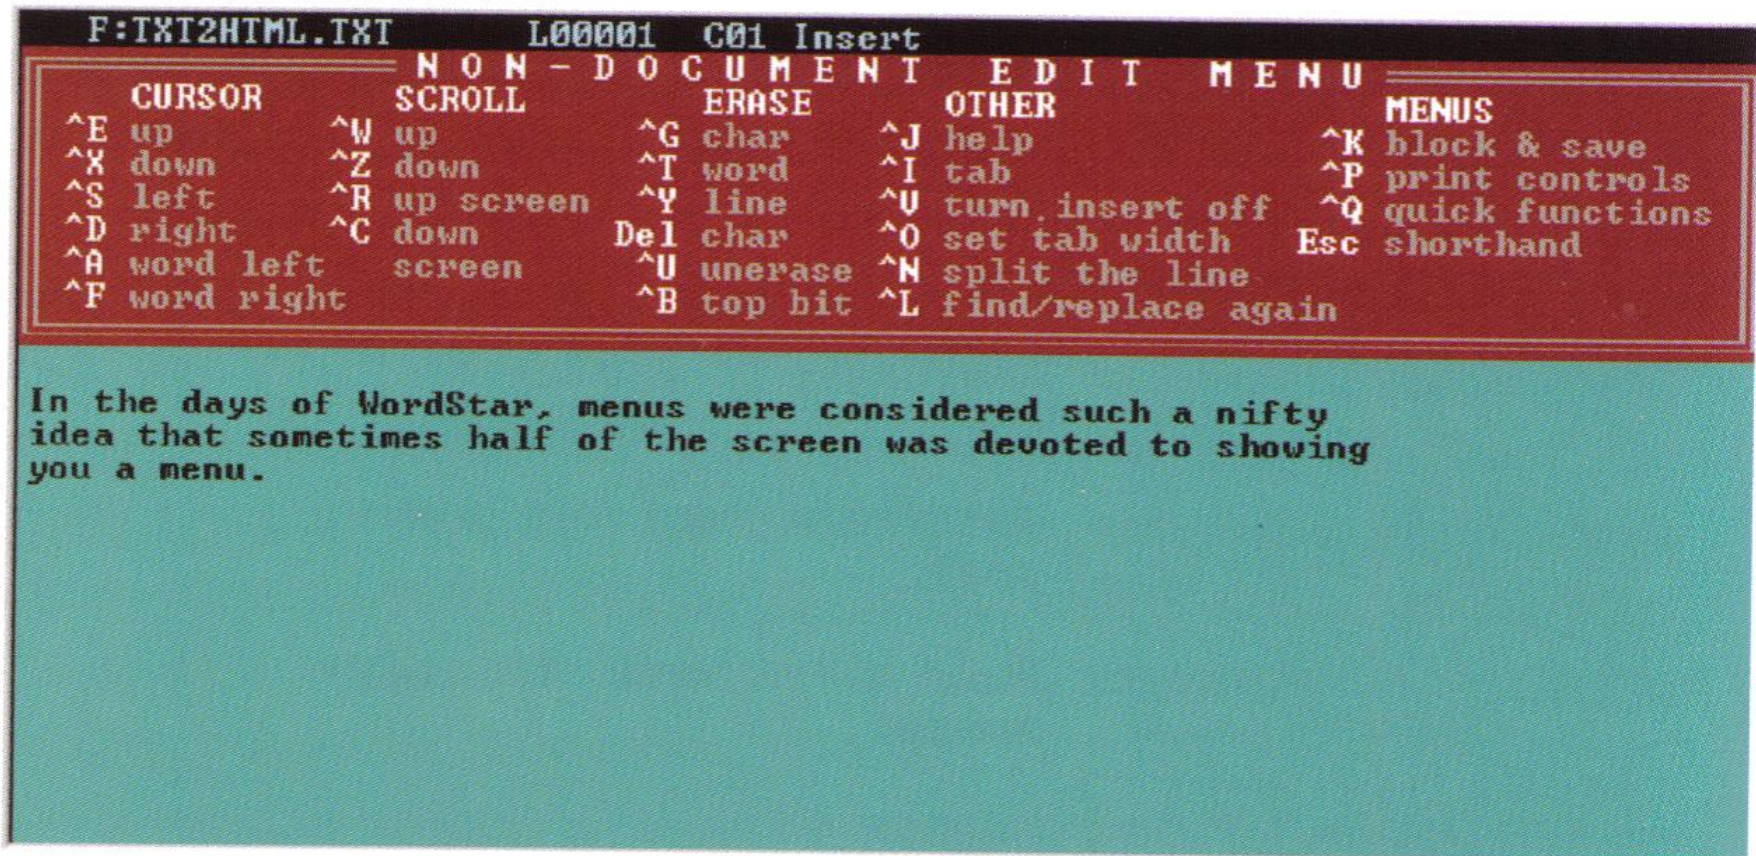 F:TXT2HTML.TXT L00001 C01 Insert
NON-DOCUMENT EDIT MENU
CURSOR SCROLL ERASE OTHER MENUS
^E up ^W up ^G char ^J help ^K block & save
^X down ^Z down ^T word ^I tab ^P print controls
^S left ^R up screen ^Y line ^V turn insert off ^Q quick functions
^D right ^C down Del char ^O set tab width Esc shorthand
^A word left screen ^U unerase ^N split the line
^F word right ^B top bit ^L find/replace again
In the days of WordStar, menus were considered such a nifty
idea that sometimes half of the screen was devoted to showing
you a menu.